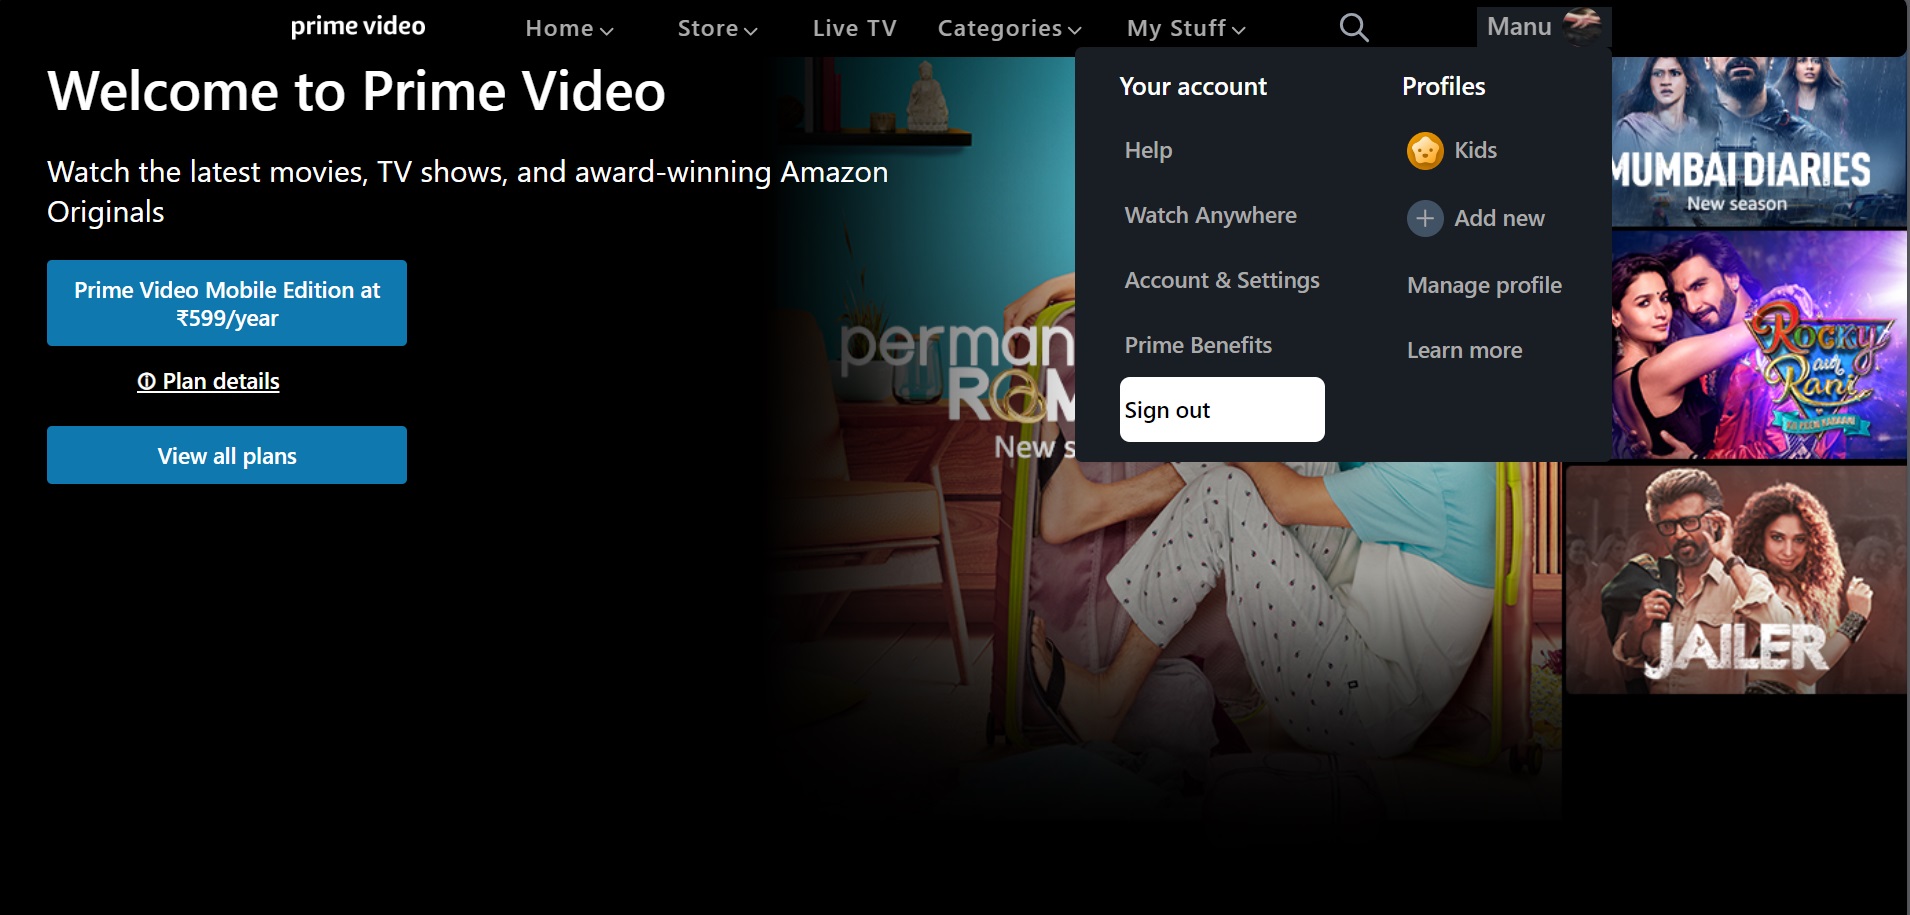 prime video
Home
Store
Live TV
Categories
My Stuff
Manu
Welcome to Prime Video
Watch the latest movies, TV shows, and award-winning Amazon
Originals
Prime Video Mobile Edition at
₹599/year
Plan details
View all plans
Your account
Help
Watch Anywhere
Account & Settings
Prime Benefits
Sign out
Profiles
Kids
Add new
Manage profile
Learn more
perman
ROM
New s
MUMBAI DIARIES
New season
Rocky
aur
Rani
JAILER